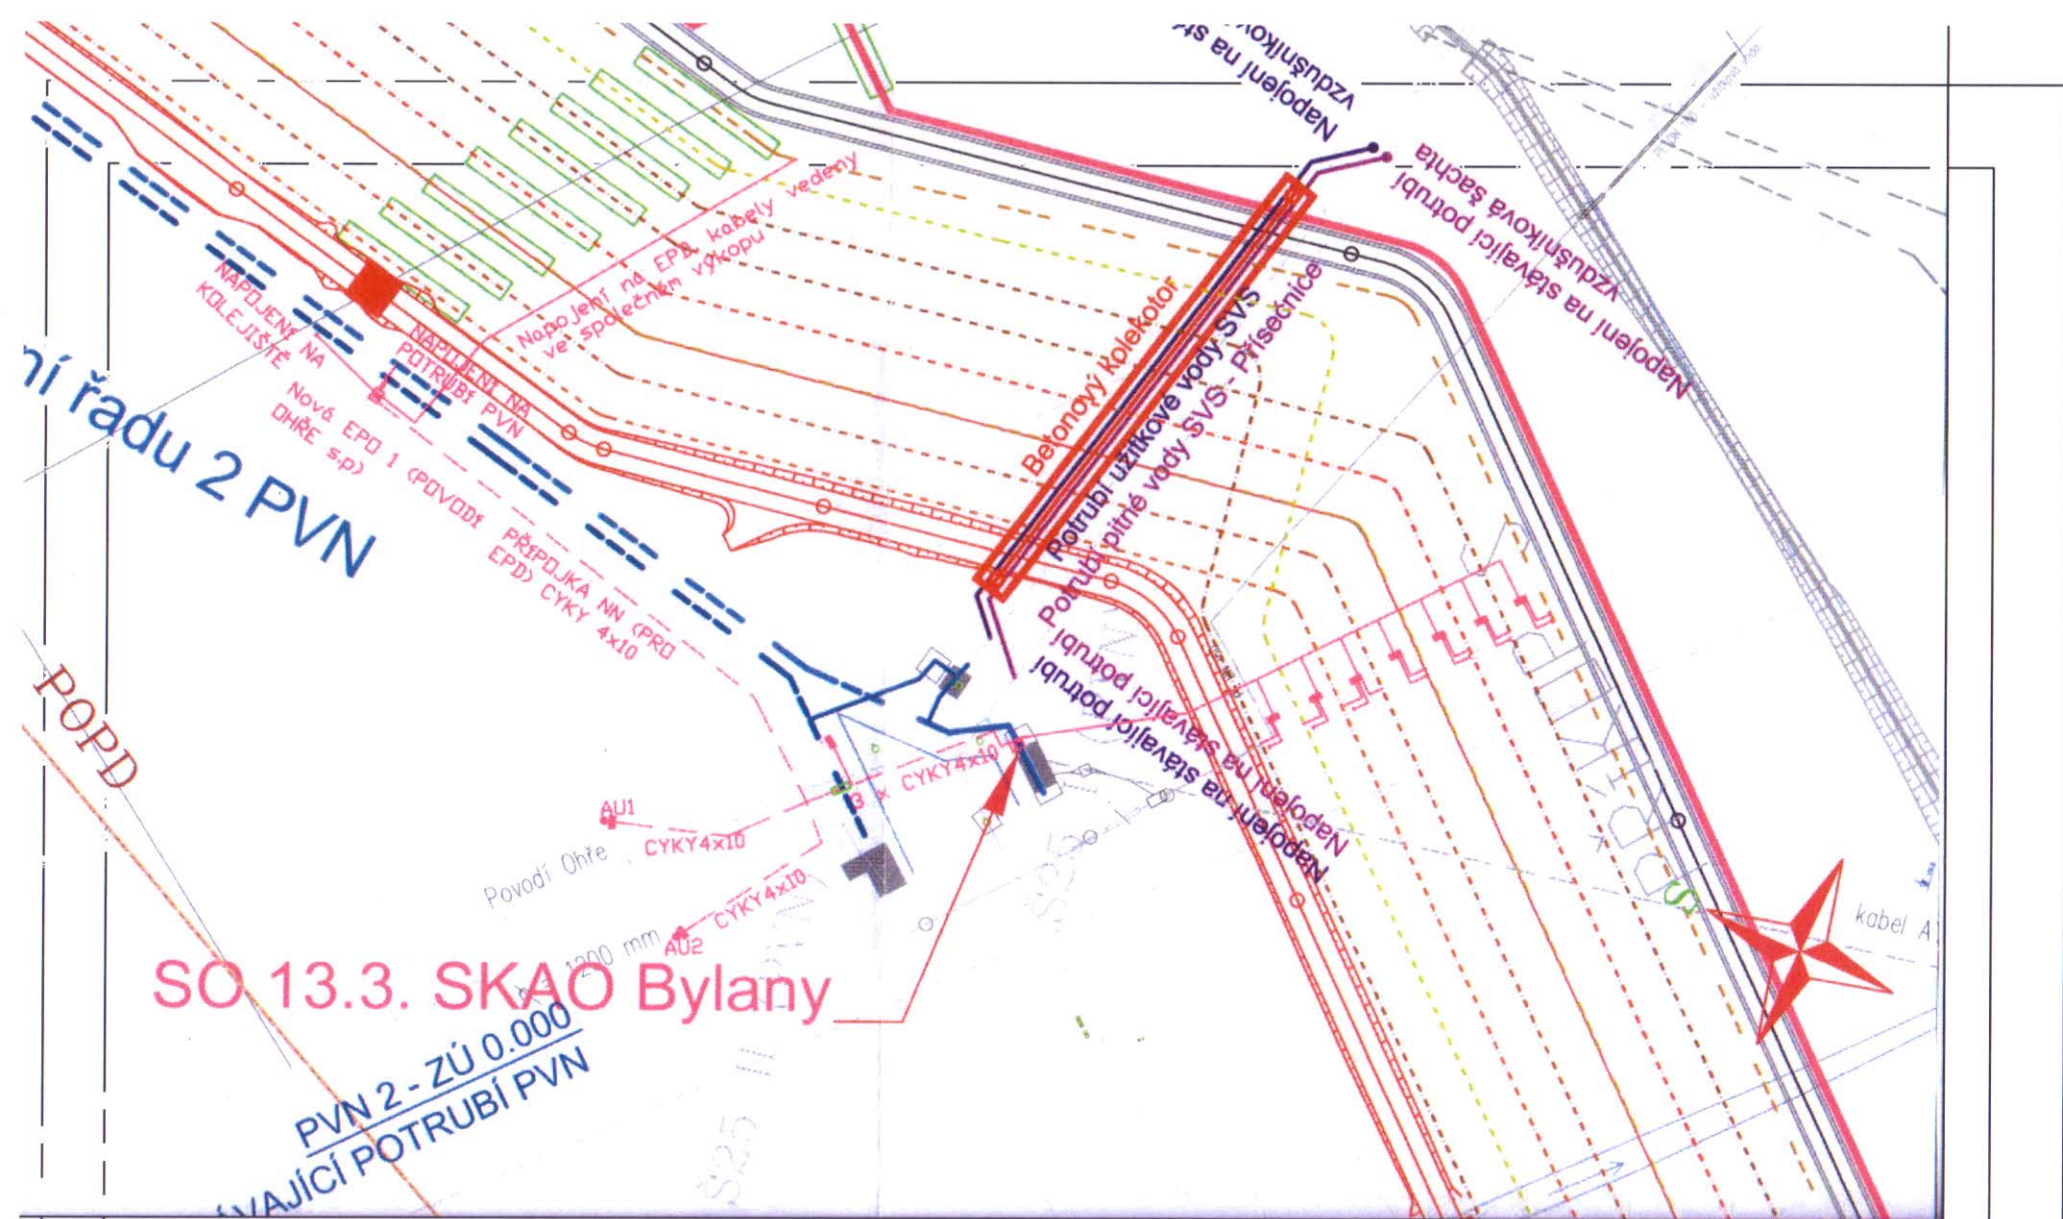 Napojení na
vzdušníkov
Napojení na stávající potrubí
vzdušníková šachta
Napojení na EPD kabely vedeny
ve společném výkopu
Betonový kolektor
Potrubí užitkové vody SVS
Potrubí pitné vody SVS- Přísečnice
NAPOJENÍ NA
KOLEJIŠTĚ
NAPOJENÍ NA
POTRUBÍ PVN
ní řadu 2 PVN
Nové EPO 1 (POVODÍ
OHŘE s.p)
PŘÍPOJKA NN (PRO
EPD) CYKY 4x10
POPD
Napojení na stávající potrubí
Napojení na stávající potrubí
3 x CYKY4x10
AU1
CYKY4x10
Povodí Ohře
CYKY4x10
AU2
1200 mm
S
kabel A
SO 13.3. SKAO Bylany
PVN 2 - ZÚ 0.000
ÁVAJÍCÍ POTRUBÍ PVN
Š25